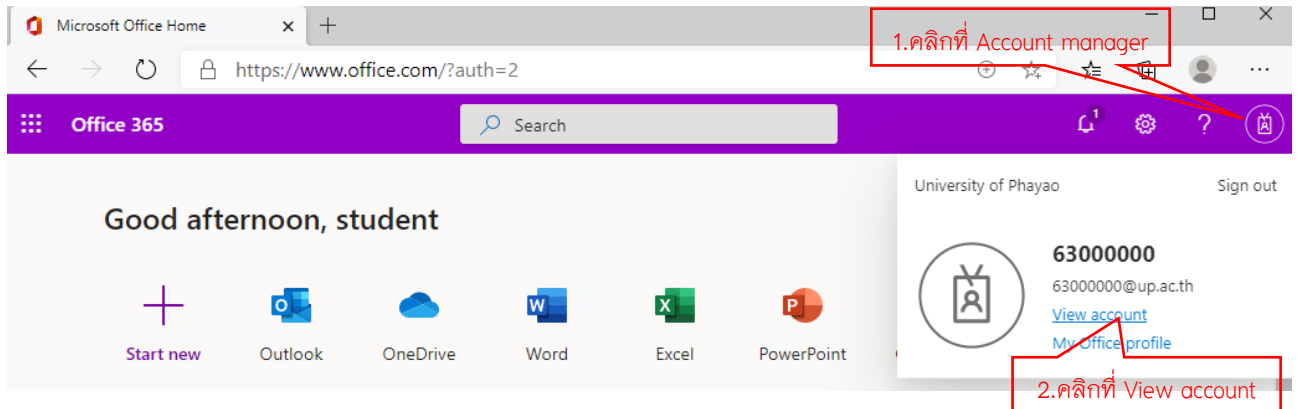 Microsoft Office Home
1.คลิกที่ Account manager
https://www.office.com/?auth=2
Office 365
Search
1
?
University of Phayao
Sign out
Good afternoon, student
63000000
63000000@up.ac.th
View account
My Office profile
Start new
Outlook
OneDrive
Word
Excel
PowerPoint
2.คลิกที่ View account